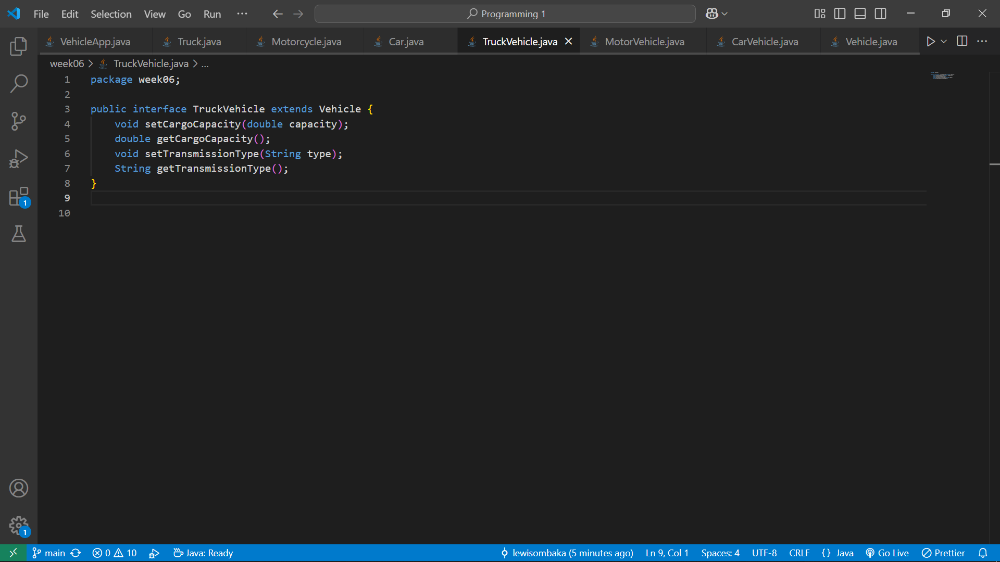 File Edit Selection View Go Run ··· Programming 1
VehicleApp.java Truck.java Motorcycle.java Car.java TruckVehicle.java MotorVehicle.java CarVehicle.java Vehicle.java
week06 > TruckVehicle.java > ...
1 package week06;
2
3 public interface TruckVehicle extends Vehicle {
4 void setCargoCapacity(double capacity);
5 double getCargoCapacity();
6 void setTransmissionType(String type);
7 String getTransmissionType();
8 }
9
10
1
1
main 0 10 Java: Ready lewisombaka (5 minutes ago) Ln 9, Col 1 Spaces: 4 UTF-8 CRLF {} Java Go Live Prettier